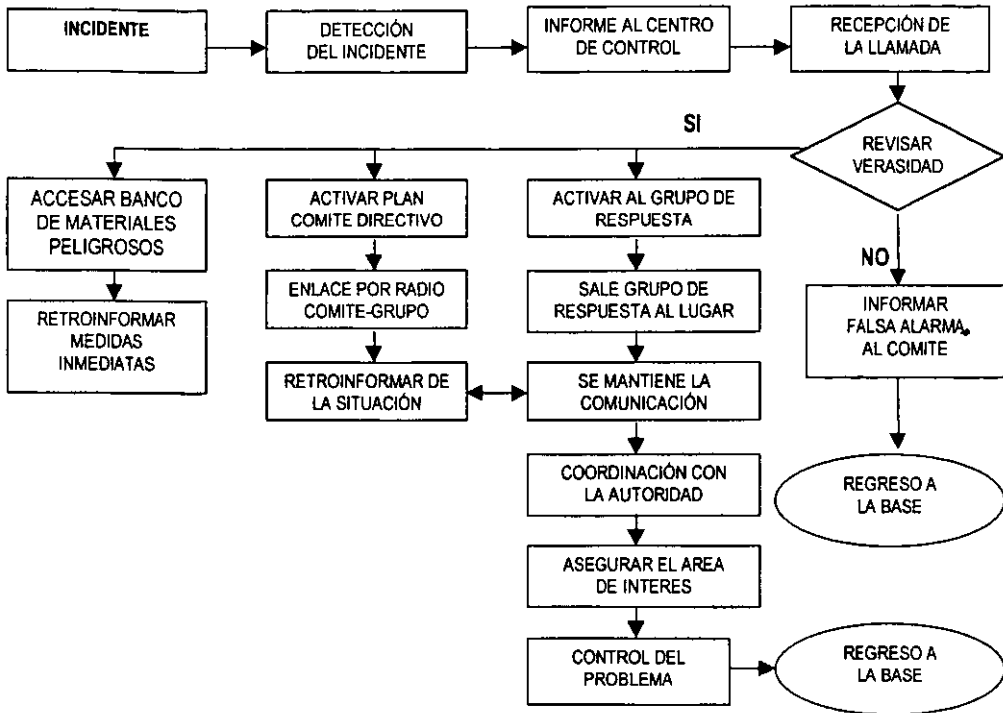 INCIDENTE
DETECCIÓN
DEL INCIDENTE
INFORME AL CENTRO
DE CONTROL
RECEPCIÓN DE
LA LLAMADA
REVISAR
VERASIDAD
SI
NO
ACCESAR BANCO
DE MATERIALES
PELIGROSOS
RETROINFORMAR
MEDIDAS
INMEDIATAS
ACTIVAR PLAN
COMITE DIRECTIVO
ENLACE POR RADIO
COMITE-GRUPO
RETROINFORMAR DE
LA SITUACIÓN
ACTIVAR AL GRUPO DE
RESPUESTA
SALE GRUPO DE
RESPUESTA AL LUGAR
SE MANTIENE LA
COMUNICACIÓN
COORDINACIÓN CON
LA AUTORIDAD
ASEGURAR EL AREA
DE INTERES
CONTROL DEL
PROBLEMA
REGRESO A
LA BASE
INFORMAR
FALSA ALARMA
AL COMITE
REGRESO A
LA BASE